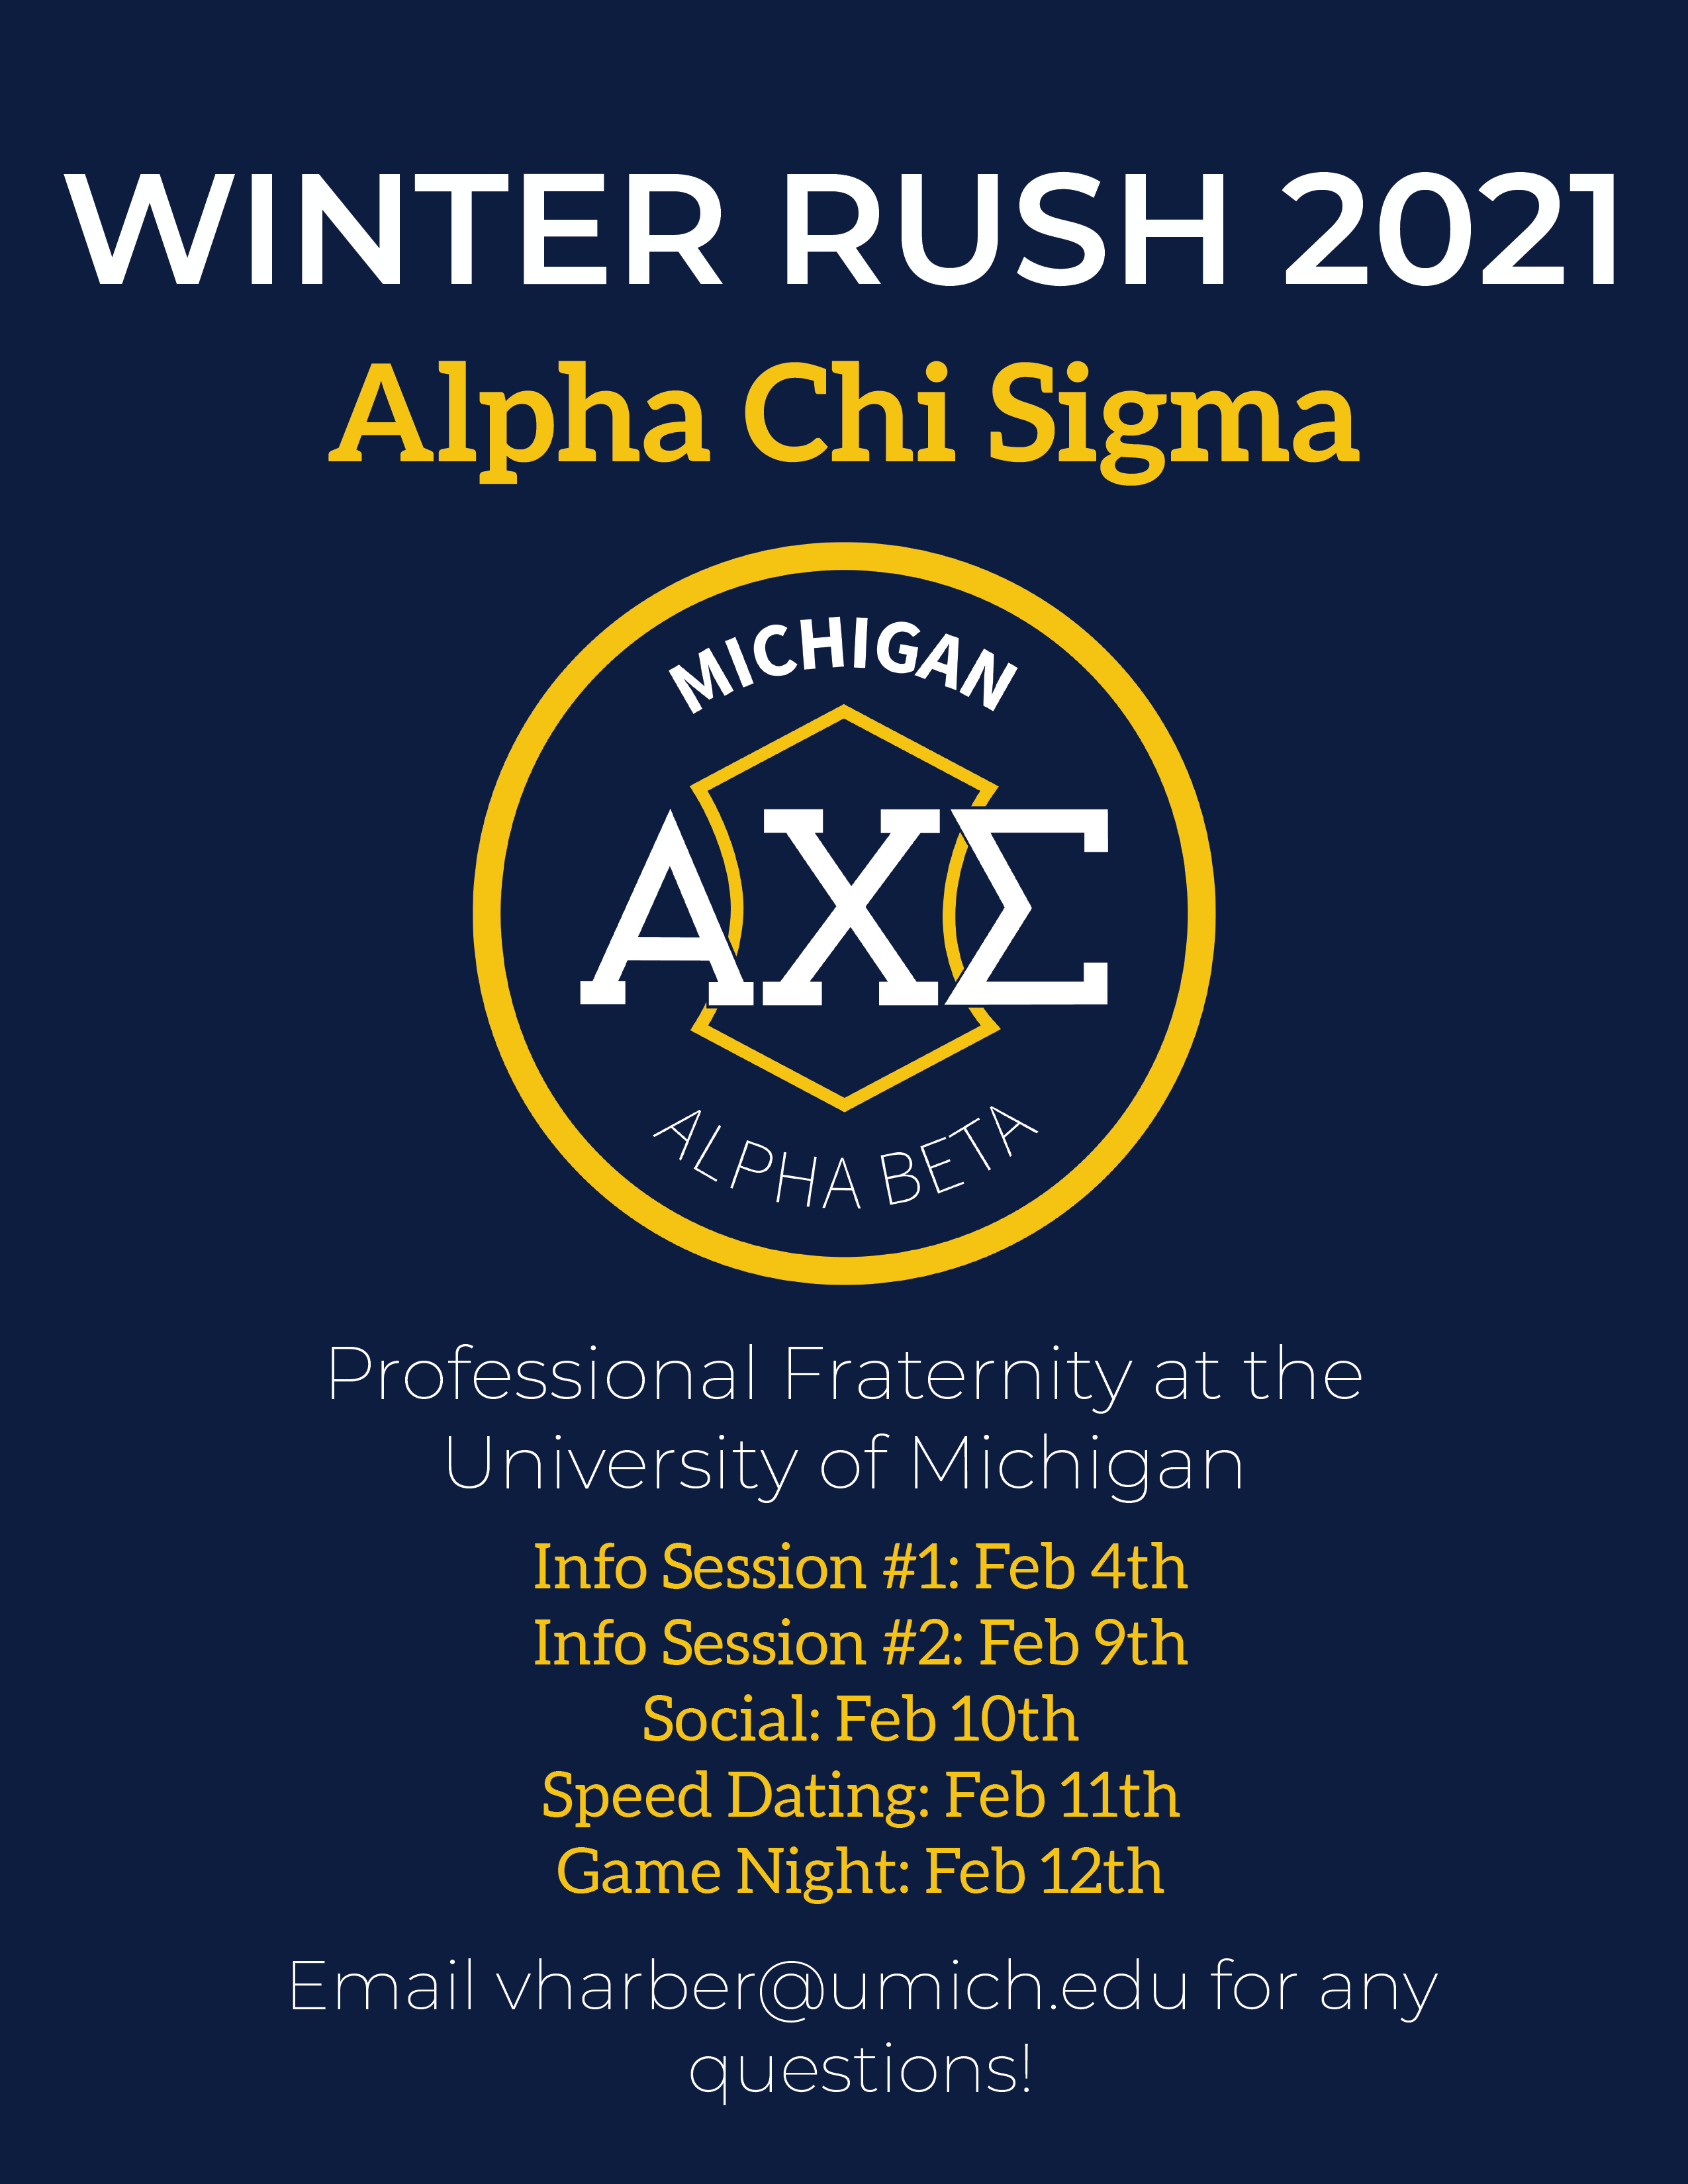 WINTER RUSH 2021
Alpha Chi Sigma
MICHIGAN
ΑΧΣ
ALPHA BETA
Professional Fraternity at the
University of Michigan
Info Session #1: Feb 4th
Info Session #2: Feb 9th
Social: Feb 10th
Speed Dating: Feb 11th
Game Night: Feb 12th
Email vharber@umich.edu for any
questions!